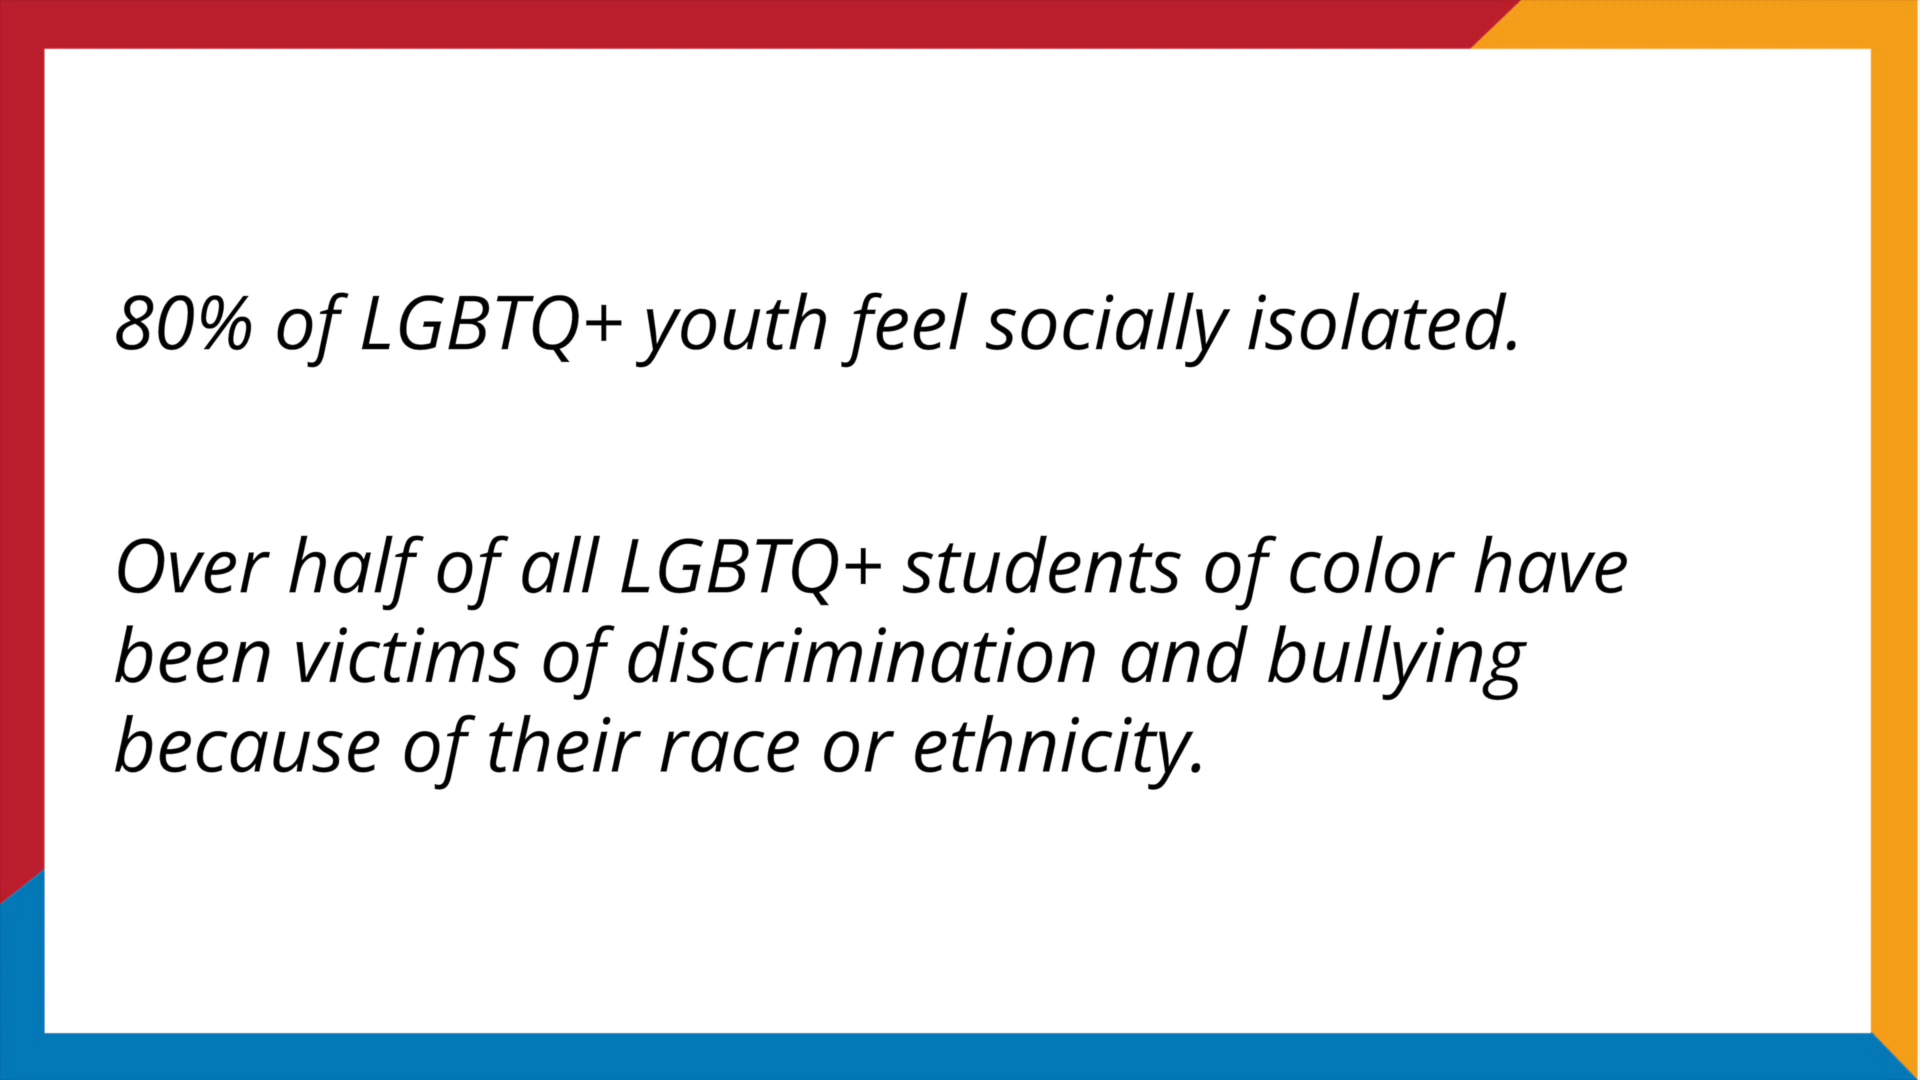 80% of LGBTQ+ youth feel socially isolated.
Over half of all LGBTQ+ students of color have
been victims of discrimination and bullying
because of their race or ethnicity.